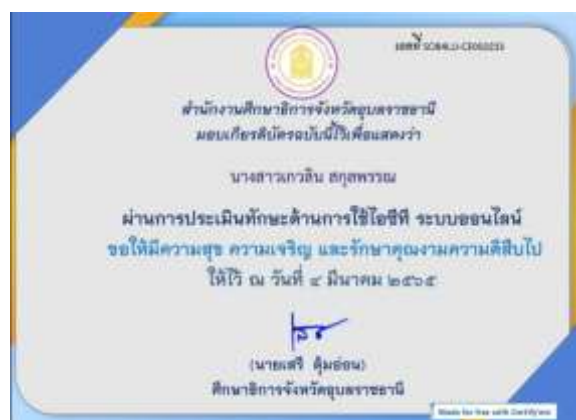 เลขที่
สำนักงานศึกษาธิการจังหวัดอุบลราชธานี
มอบเกียรติบัตรฉบับนี้ไว้เพื่อแสดงว่า
นางสาวเกวลิน สกุลพรรณ
ผ่านการประเมินทักษะด้านการใช้ไอซีที ระบบออนไลน์
ขอให้มีความสุข ความเจริญ และรักษาคุณงามความดีสืบไป
ให้ไว้ ณ วันที่ ๔ มีนาคม ๒๕๖๕
(นายเสรี คุ้มอ่อน)
ศึกษาธิการจังหวัดอุบลราชธานี
Made for free with Certify'em